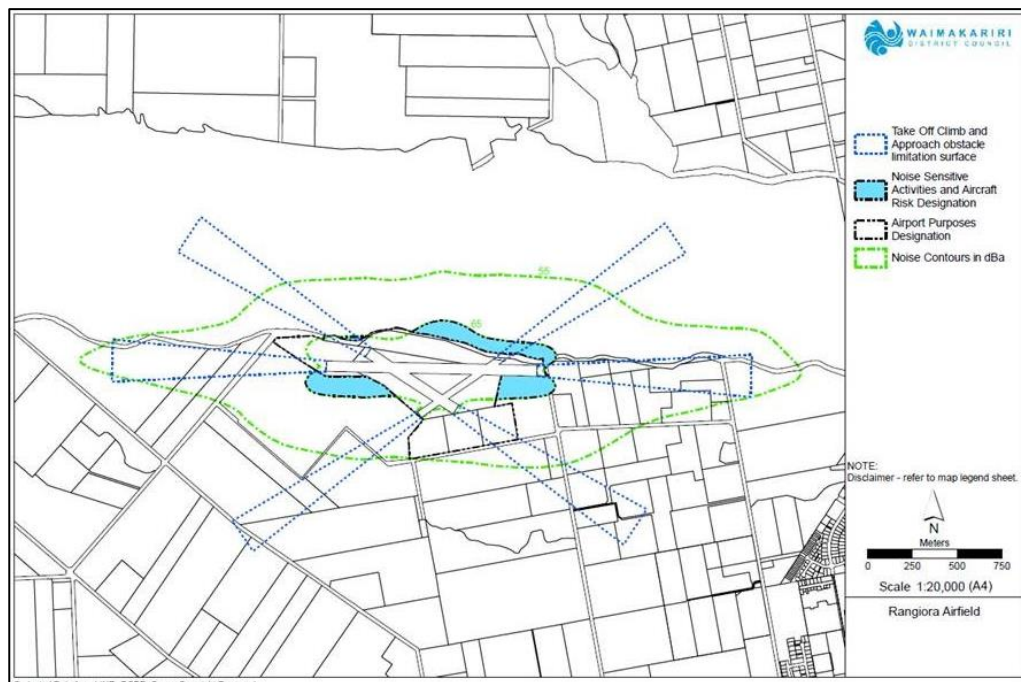 WAIMAKARIRI
DISTRICT COUNCIL
Take Off Climb and
Approach obstacle
limitation surface
Noise Sensitive
Activities and Aircraft
Risk Designation
Airport Purposes
Designation
Noise Contours in dBa
55
65
NOTE:
Disclaimer - refer to map legend sheet.
N
Meters
0 250 500 750
Scale 1:20,000 (A4)
Rangiora Airfield